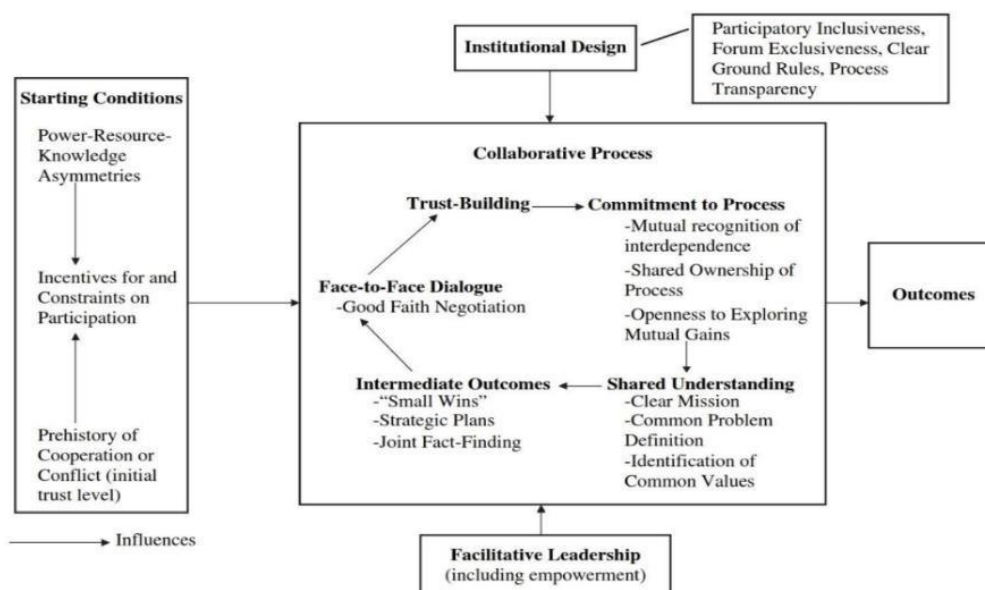 Institutional Design
Participatory Inclusiveness,
Forum Exclusiveness, Clear
Ground Rules, Process
Transparency
Starting Conditions
Power-Resource-
Knowledge
Asymmetries
Incentives for and
Constraints on
Participation
Prehistory of
Cooperation or
Conflict (initial
trust level)
Influences
Collaborative Process
Trust-Building
Commitment to Process
-Mutual recognition of
interdependence
-Shared Ownership of
Process
-Openness to Exploring
Mutual Gains
Face-to-Face Dialogue
-Good Faith Negotiation
Intermediate Outcomes
-“Small Wins”
-Strategic Plans
-Joint Fact-Finding
Shared Understanding
-Clear Mission
-Common Problem
Definition
-Identification of
Common Values
Outcomes
Facilitative Leadership
(including empowerment)